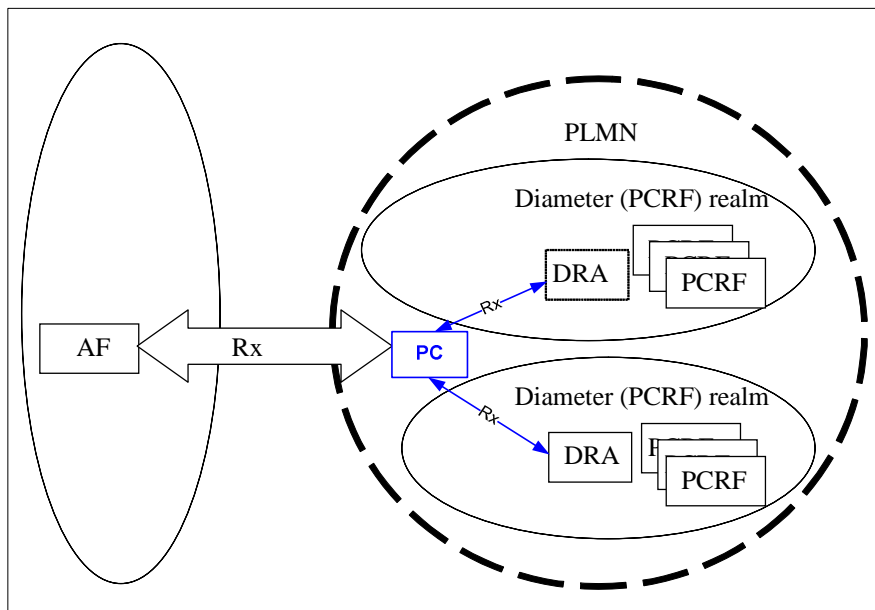 PLMN
Diameter (PCRF) realm
DRA
PCRF
Rx
AF
Rx
PC
Rx
Diameter (PCRF) realm
DRA
PCRF